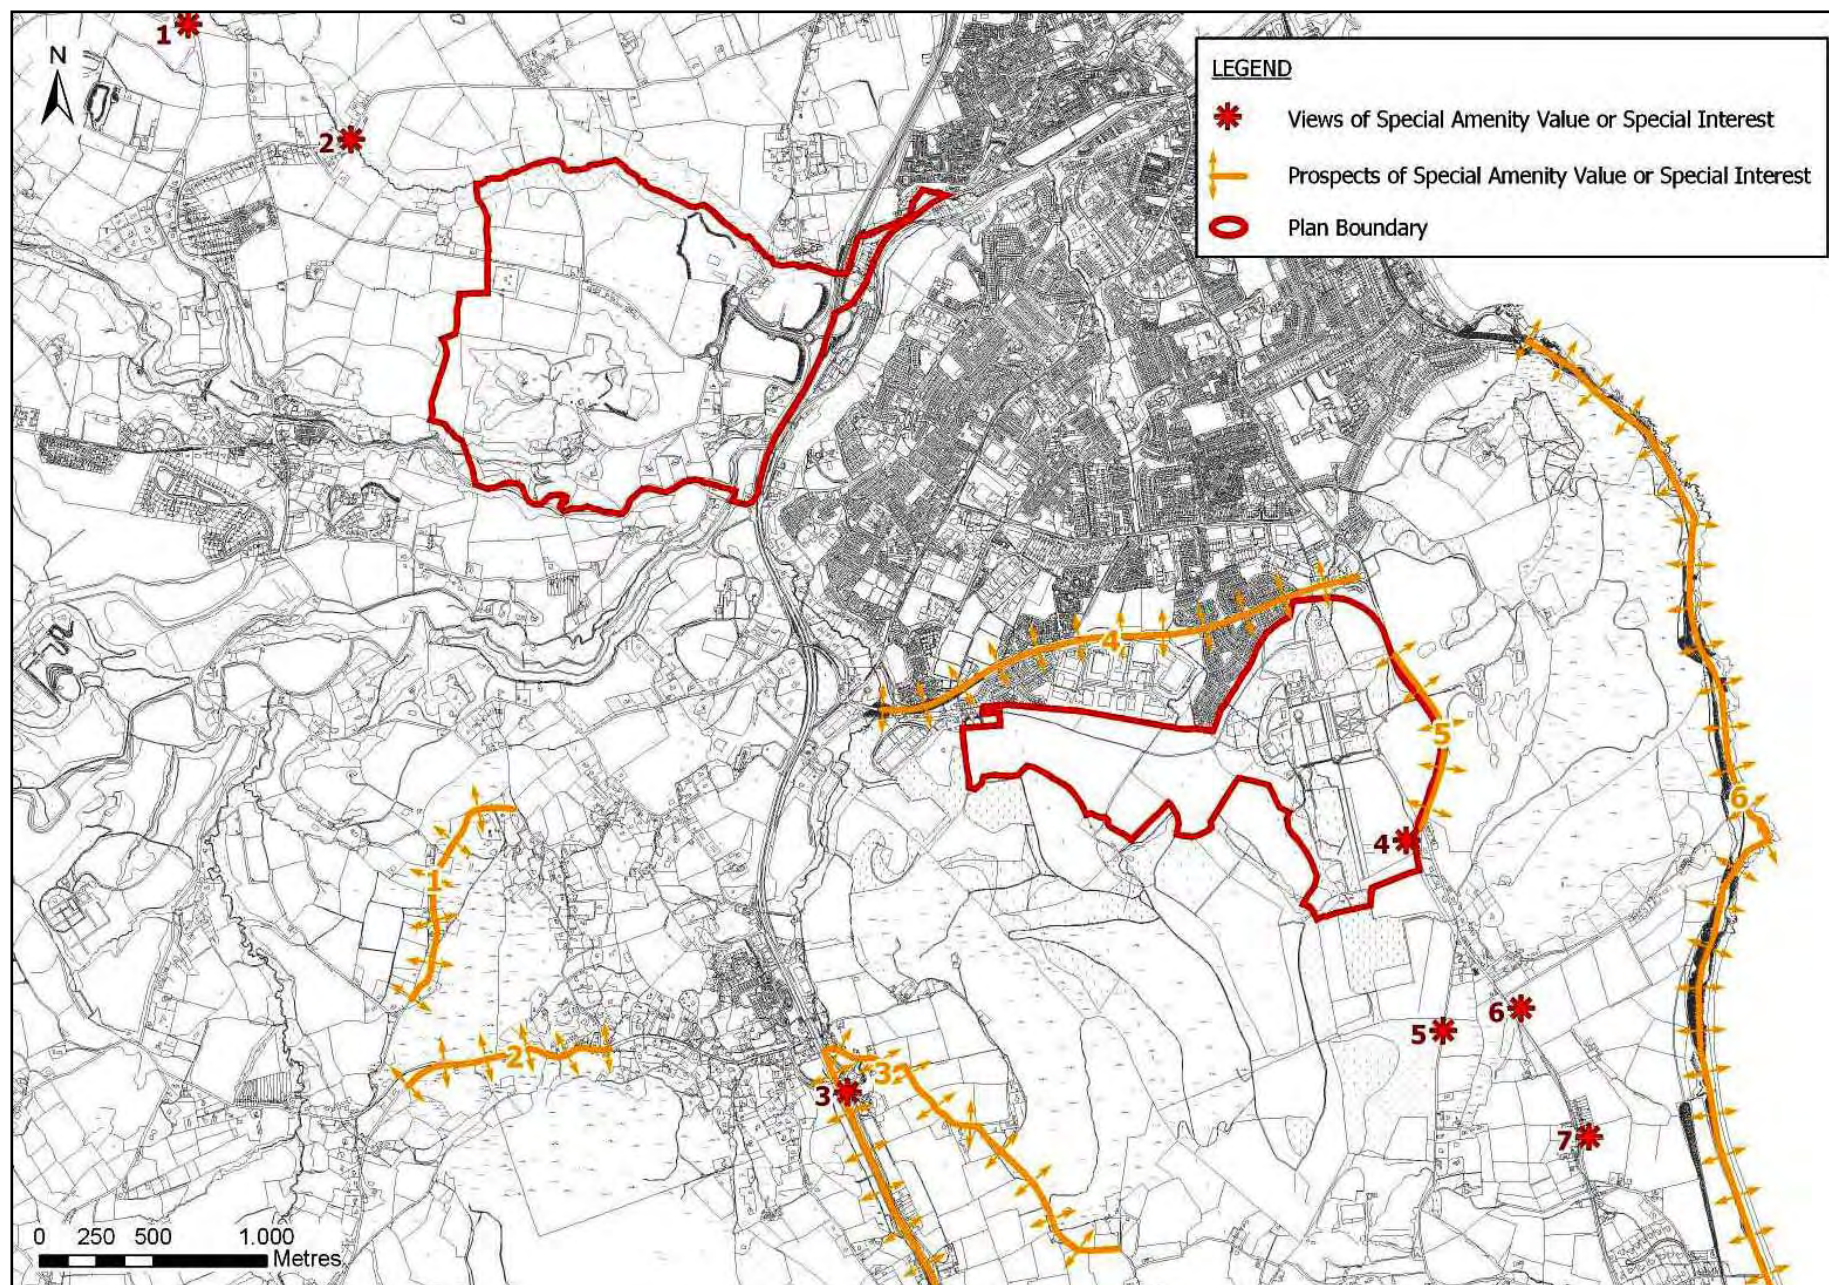 1
N
2
LEGEND
Views of Special Amenity Value or Special Interest
Prospects of Special Amenity Value or Special Interest
Plan Boundary
4
5
6
4
1
5
6
2
3
3
7
0 250 500 1.000
Metres